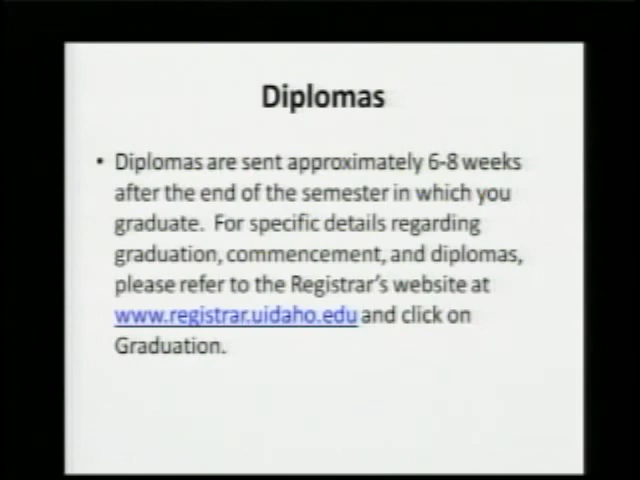 Diplomas
• Diplomas are sent approximately 6-8 weeks
after the end of the semester in which you
graduate.  For specific details regarding
graduation, commencement, and diplomas,
please refer to the Registrar's website at
www.registrar.uidaho.edu and click on
Graduation.